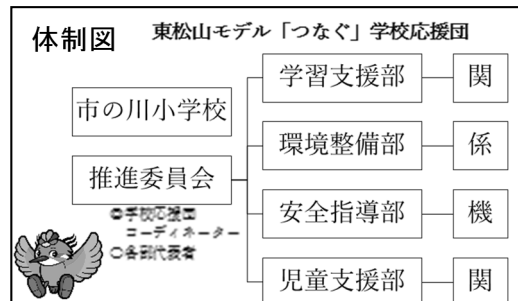 体制図
東松山モデル「つなぐ」学校応援団
市の川小学校
推進委員会
◎学校応援団
コーディネーター
○各部代表者
学習支援部
関
環境整備部
係
安全指導部
機
児童支援部
関